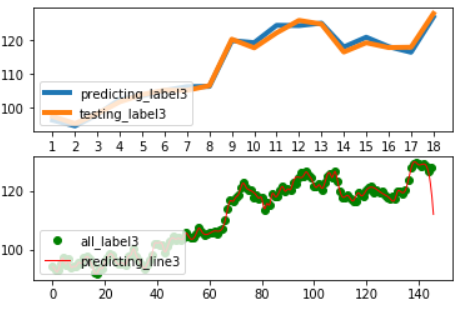 120
100
predicting_label3
testing_label3
1 2 3 4 5 6 7 8 9 10 11 12 13 14 15 16 17 18
120
100
all_label3
predicting_line3
0 20 40 60 80 100 120 140